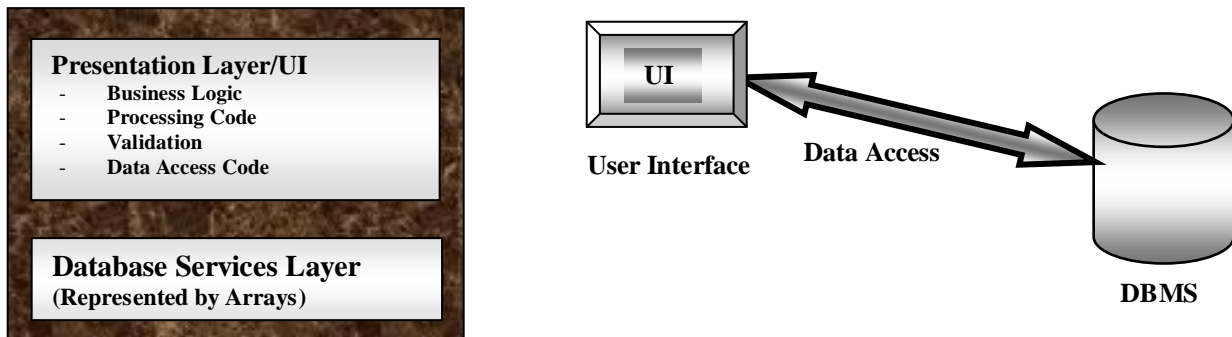 Presentation Layer/UI
- Business Logic
- Processing Code
- Validation
- Data Access Code
Database Services Layer
(Represented by Arrays)
UI
User Interface
Data Access
DBMS